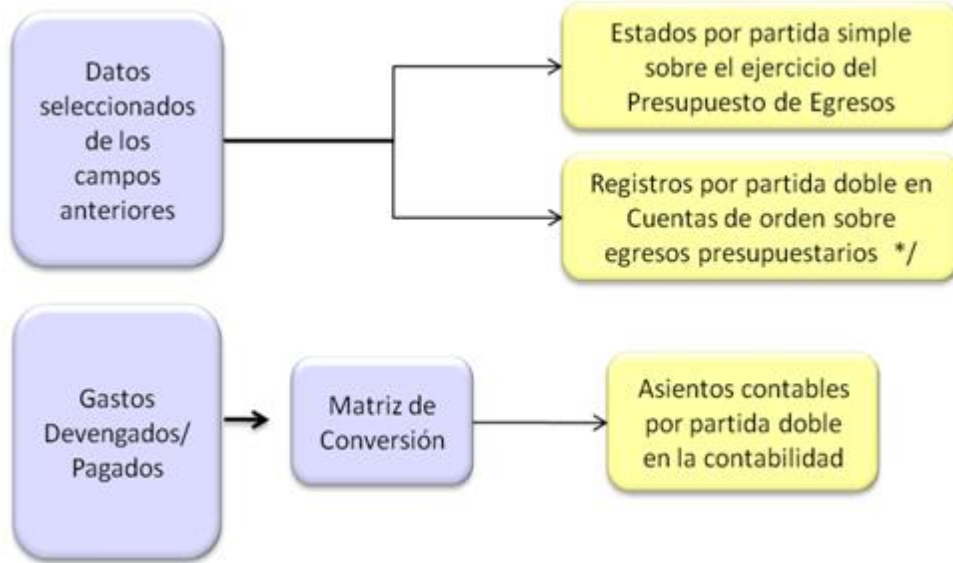 Datos
seleccionados
de los
campos
anteriores
Estados por partida simple
sobre el ejercicio del
Presupuesto de Egresos
Registros por partida doble en
Cuentas de orden sobre
egresos presupuestarios */
Gastos
Devengados/
Pagados
Matriz de
Conversión
Asientos contables
por partida doble
en la contabilidad